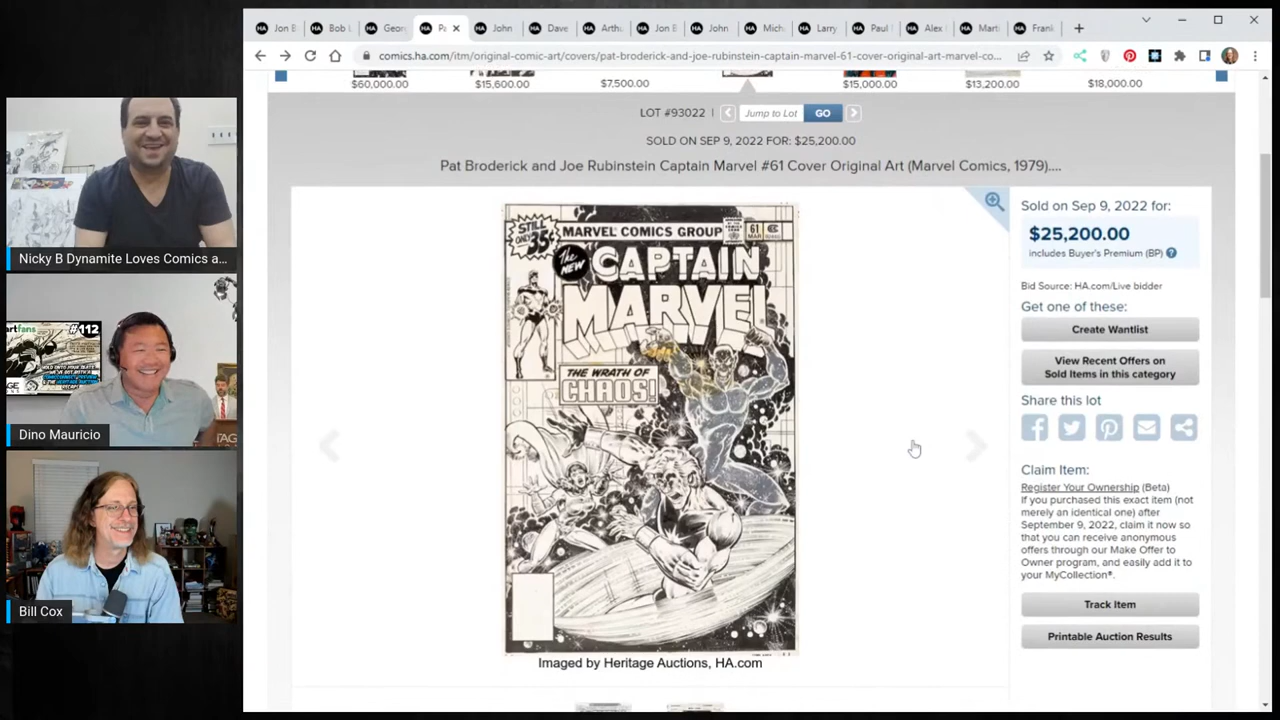 Jon B
Bob L
Geor
Pa
John
Dave
Arthu
Jon B
John
Mich
Larry
Paul
Alex
Marti
Frank
comics.ha.com/itm/original-comic-art/covers/pat-broderick-and-joe-rubinstein-captain-marvel-61-cover-original-art-marvel-co...
$60,000.00
$15,600.00
$7,500.00
$15,000.00
$13,200.00
$18,000.00
LOT #93022
Jump to Lot
GO
SOLD ON SEP 9, 2022 FOR: $25,200.00
Pat Broderick and Joe Rubinstein Captain Marvel #61 Cover Original Art (Marvel Comics, 1979)....
STILL
ONLY 35¢
MARVEL COMICS GROUP
61
MAR
The NEW
CAPTAIN
MARVEL
THE WRATH OF
CHAOS!
Imaged by Heritage Auctions, HA.com
Sold on Sep 9, 2022 for:
$25,200.00
includes Buyer's Premium (BP)
Bid Source: HA.com/Live bidder
Get one of these:
Create Wantlist
View Recent Offers on
Sold Items in this category
Share this lot
Claim Item:
Register Your Ownership (Beta)
If you purchased this exact item (not
merely an identical one) after
September 9, 2022, claim it now so
that you can receive anonymous
offers through our Make Offer to
Owner program, and easily add it to
your MyCollection®.
Track Item
Printable Auction Results
Nicky B Dynamite Loves Comics a...
artfans
#112
HOLD ONTO YOUR SEATS
Dino Mauricio
Bill Cox